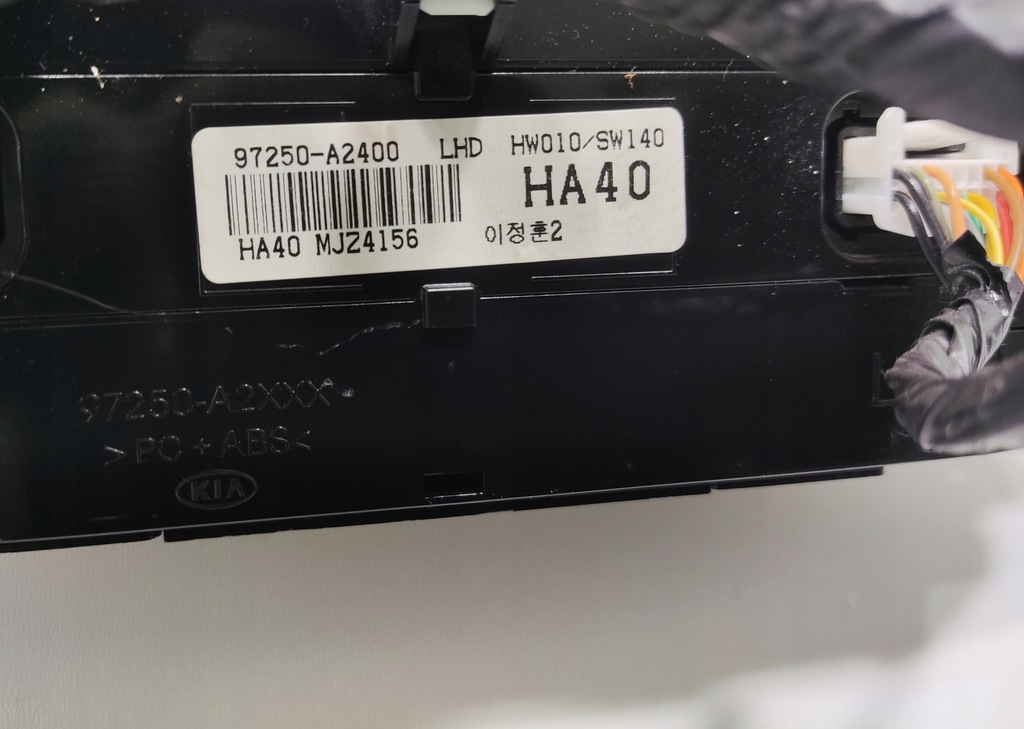 97250-A2400 LHD HW010/SW140
HA40
HA40 MJZ4156 이정훈2
97250-A2XXX
>PC+ABS<
KIA